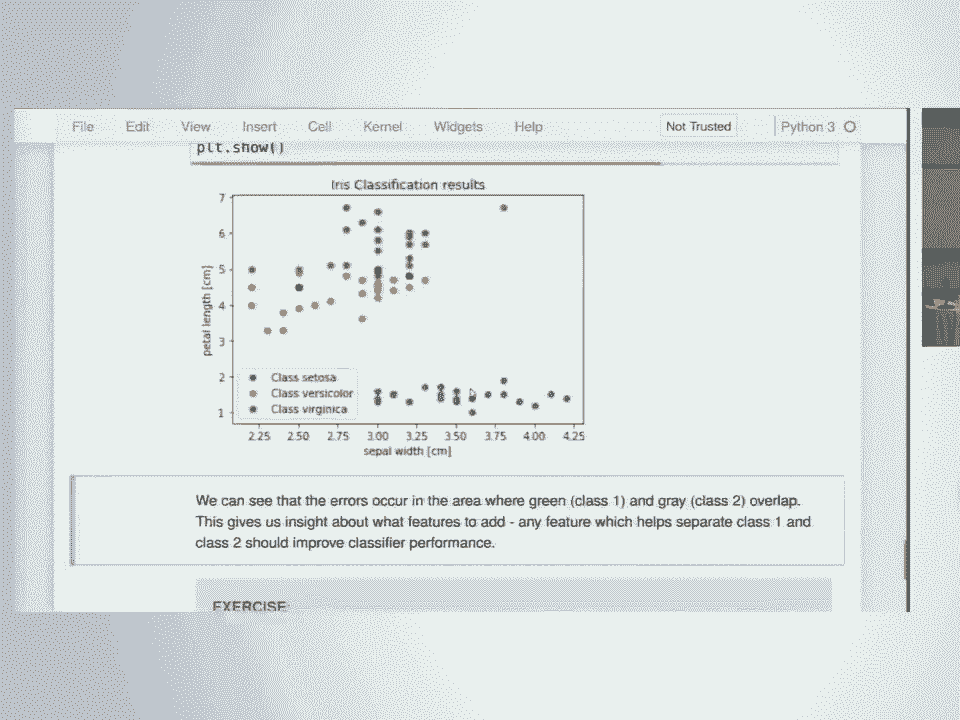 File Edit View Insert Cell Kernel Widgets Help Not Trusted Python 3
plt.show()
Iris Classification results
7
6
5
4
3
2
1
petal length [cm]
Class setosa
Class versicolor
Class virginica
2.25 2.50 2.75 3.00 3.25 3.50 3.75 4.00 4.25
sepal width [cm]
We can see that the errors occur in the area where green (class 1) and gray (class 2) overlap.
This gives us insight about what features to add - any feature which helps separate class 1 and
class 2 should improve classifier performance.
EXERCISE: